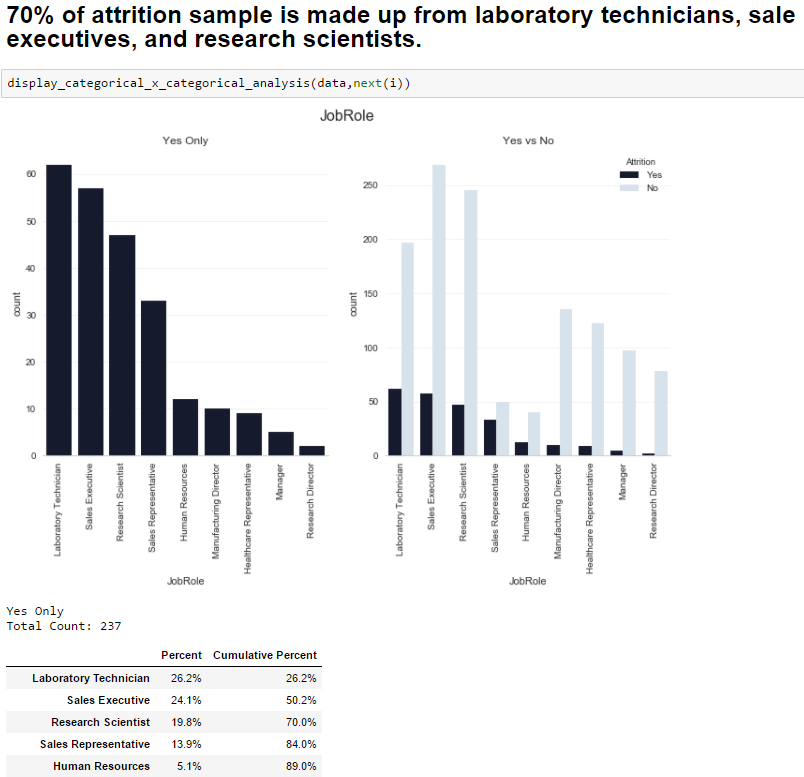 70% of attrition sample is made up from laboratory technicians, sale
executives, and research scientists.
display_categorical_x_categorical_analysis(data,next(i))
JobRole
Yes Only
60
50
40
30
20
10
0
count
Laboratory Technician
Sales Executive
Research Scientist
Sales Representative
Human Resources
Manufacturing Director
Healthcare Representative
Manager
Research Director
JobRole
Yes vs No
Attrition
Yes
No
250
200
150
100
50
0
count
Laboratory Technician
Sales Executive
Research Scientist
Sales Representative
Human Resources
Manufacturing Director
Healthcare Representative
Manager
Research Director
JobRole
Yes Only
Total Count: 237
Percent Cumulative Percent
Laboratory Technician 26.2% 26.2%
Sales Executive 24.1% 50.2%
Research Scientist 19.8% 70.0%
Sales Representative 13.9% 84.0%
Human Resources 5.1% 89.0%